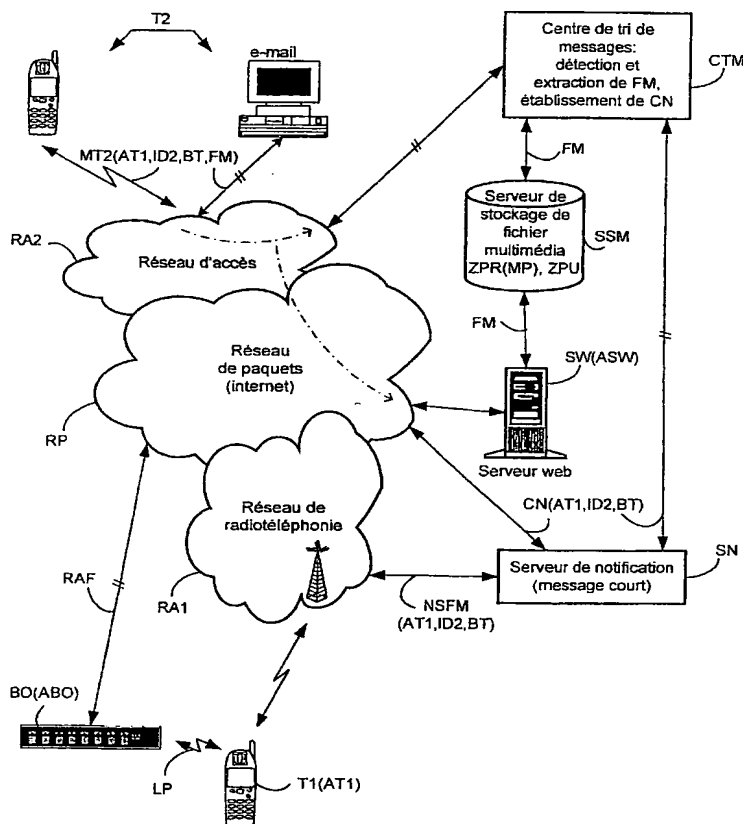 T2
e-mail
Centre de tri de
messages:
détection et
extraction de FM,
établissement de CN
CTM
MT2(AT1,ID2,BT,FM)
FM
Serveur de
stockage de
fichier
multimédia
ZPR(MP), ZPU
SSM
RA2
Réseau d'accès
FM
Réseau
de paquets
(internet)
SW(ASW)
RP
Serveur web
Réseau de
radiotéléphonie
CN(AT1,ID2,BT)
SN
Serveur de notification
(message court)
RAF
RA1
NSFM
(AT1,ID2,BT)
BO(ABO)
LP
T1(AT1)